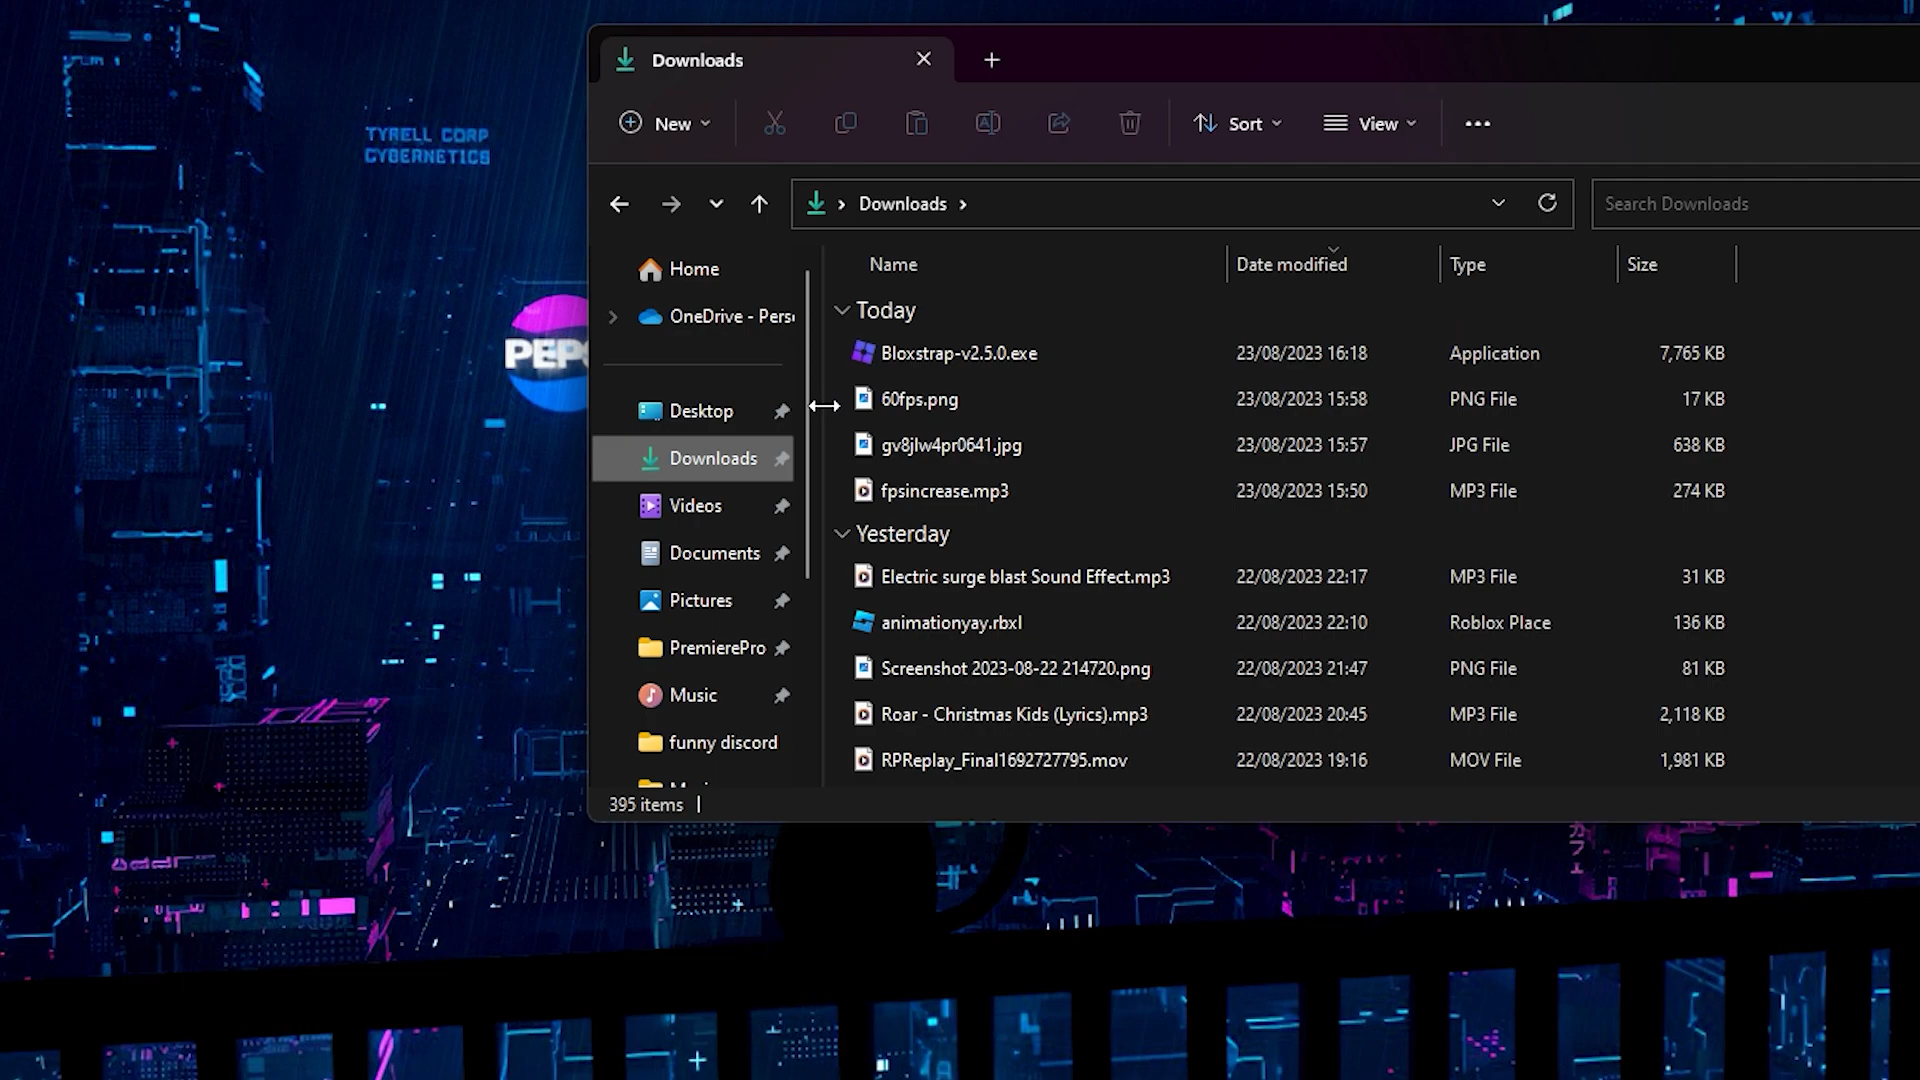 TYRELL CORP
CYBERNETICS
PEPS
Downloads
New
Sort
View
Downloads
Search Downloads
Home
OneDrive - Pers
Desktop
Downloads
Videos
Documents
Pictures
PremierePro
Music
funny discord
Name Date modified Type Size
Today
Bloxstrap-v2.5.0.exe 23/08/2023 16:18 Application 7,765 KB
60fps.png 23/08/2023 15:58 PNG File 17 KB
gv8jlw4pr0641.jpg 23/08/2023 15:57 JPG File 638 KB
fpsincrease.mp3 23/08/2023 15:50 MP3 File 274 KB
Yesterday
Electric surge blast Sound Effect.mp3 22/08/2023 22:17 MP3 File 31 KB
animationyay.rbxl 22/08/2023 22:10 Roblox Place 136 KB
Screenshot 2023-08-22 214720.png 22/08/2023 21:47 PNG File 81 KB
Roar - Christmas Kids (Lyrics).mp3 22/08/2023 20:45 MP3 File 2,118 KB
RPReplay_Final1692727795.mov 22/08/2023 19:16 MOV File 1,981 KB
395 items
カフェ